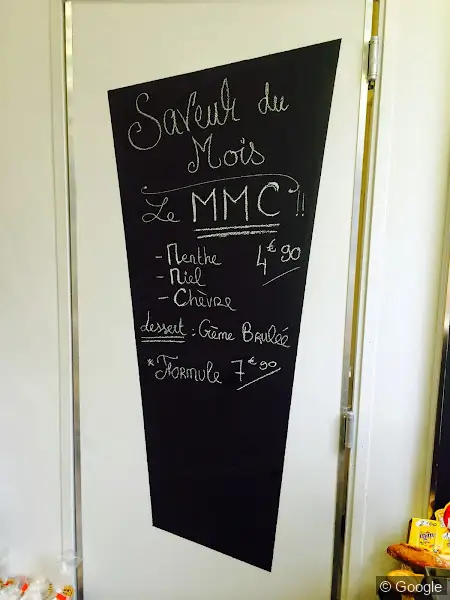 Saveur du
Mois
Le MMC !!
- Menthe 4€90
- Miel
- Chèvre
dessert : Crème Brulée
*Formule 7€90
© Google